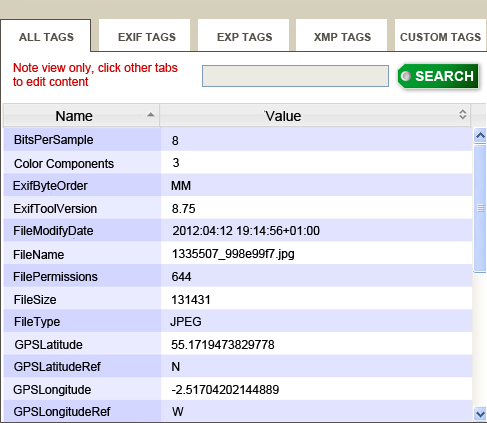 ALL TAGS EXIF TAGS EXP TAGS XMP TAGS CUSTOM TAGS
Note view only, click other tabs
to edit content
SEARCH
Name Value
BitsPerSample 8
Color Components 3
ExifByteOrder MM
ExifToolVersion 8.75
FileModifyDate 2012:04:12 19:14:56+01:00
FileName 1335507_998e99f7.jpg
FilePermissions 644
FileSize 131431
FileType JPEG
GPSLatitude 55.1719473829778
GPSLatitudeRef N
GPSLongitude -2.51704202144889
GPSLongitudeRef W